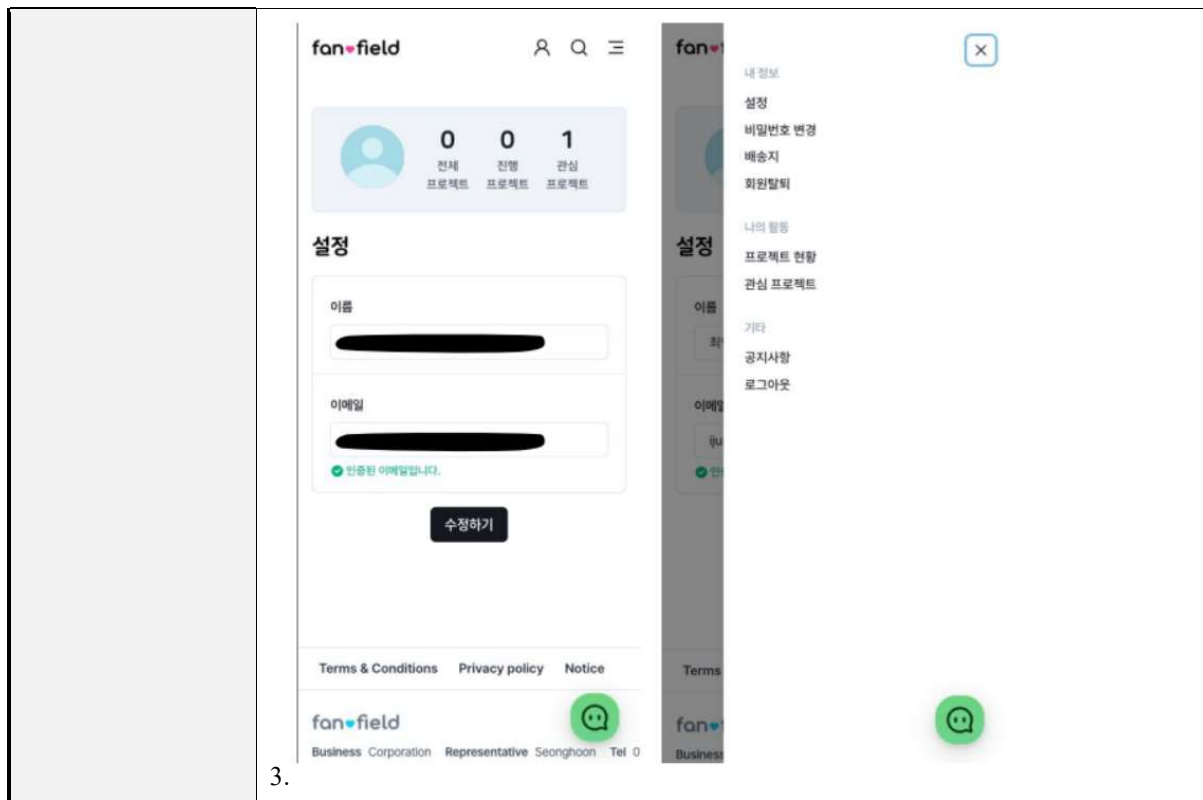 fan field
0 0 1
전체 진행 관심
프로젝트 프로젝트 프로젝트
설정
이름
이메일
인증된 이메일입니다.
수정하기
Terms & Conditions Privacy policy Notice
fan field
Business Corporation Representative Seonghoon Tel 0
fan
설정
이름
이메일
iju
Terms
fan
Business
내 정보
설정
비밀번호 변경
배송지
회원탈퇴
나의 활동
프로젝트 현황
관심 프로젝트
기타
공지사항
로그아웃
3.